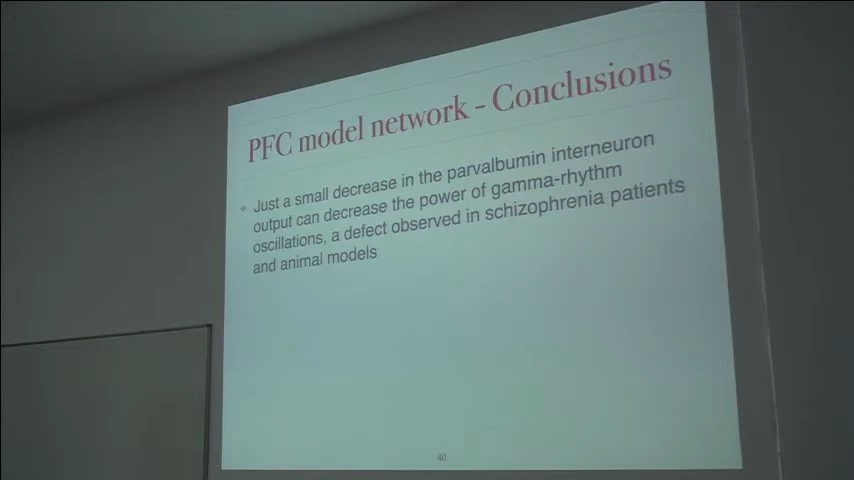 PFC model network - Conclusions
Just a small decrease in the parvalbumin interneuron
output can decrease the power of gamma-rhythm
oscillations, a defect observed in schizophrenia patients
and animal models
40